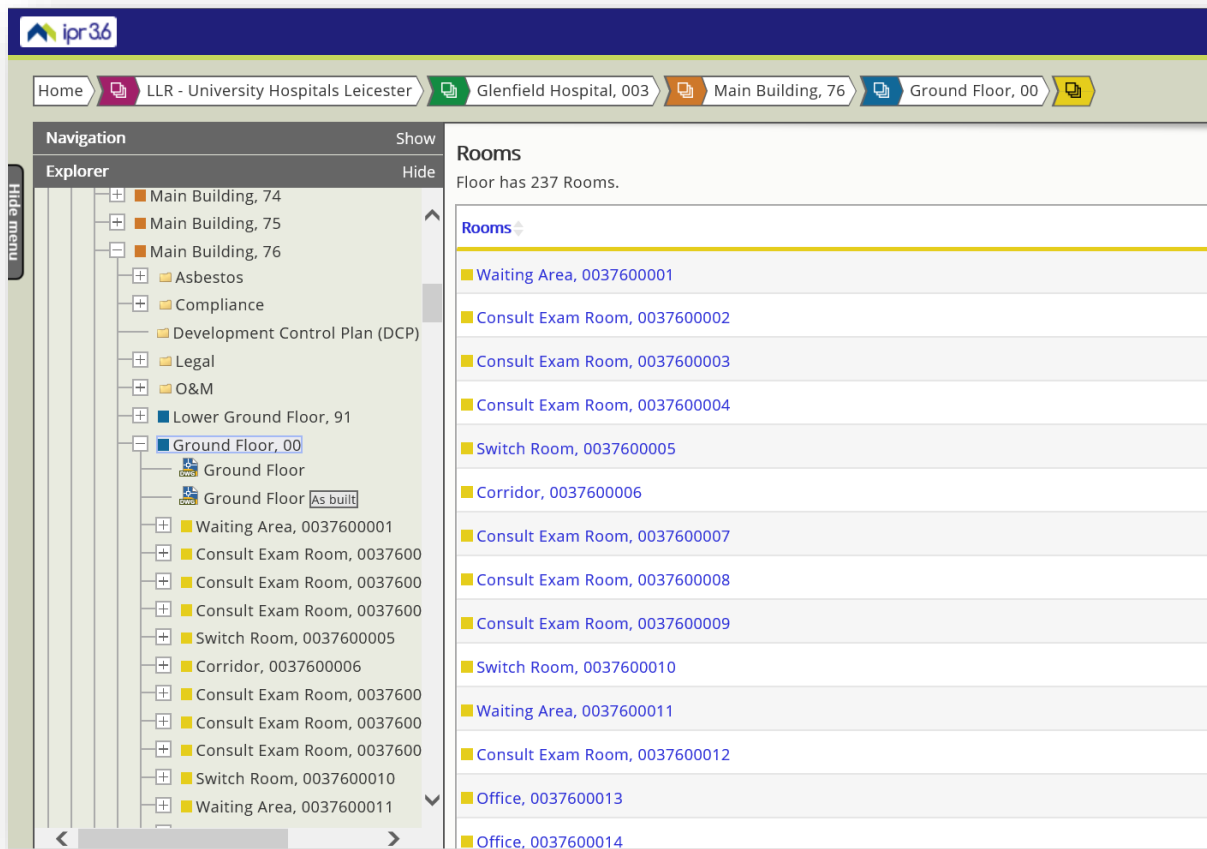 ipr 3.6
Home LLR - University Hospitals Leicester Glenfield Hospital, 003 Main Building, 76 Ground Floor, 00
Hide menu
Navigation Show
Explorer Hide
Main Building, 74
Main Building, 75
Main Building, 76
Asbestos
Compliance
Development Control Plan (DCP)
Legal
O&M
Lower Ground Floor, 91
Ground Floor, 00
DWG Ground Floor
DWG Ground Floor As built
Waiting Area, 0037600001
Consult Exam Room, 0037600
Consult Exam Room, 0037600
Consult Exam Room, 0037600
Switch Room, 0037600005
Corridor, 0037600006
Consult Exam Room, 0037600
Consult Exam Room, 0037600
Consult Exam Room, 0037600
Switch Room, 0037600010
Waiting Area, 0037600011
Rooms
Floor has 237 Rooms.
Rooms
Waiting Area, 0037600001
Consult Exam Room, 0037600002
Consult Exam Room, 0037600003
Consult Exam Room, 0037600004
Switch Room, 0037600005
Corridor, 0037600006
Consult Exam Room, 0037600007
Consult Exam Room, 0037600008
Consult Exam Room, 0037600009
Switch Room, 0037600010
Waiting Area, 0037600011
Consult Exam Room, 0037600012
Office, 0037600013
Office, 0037600014